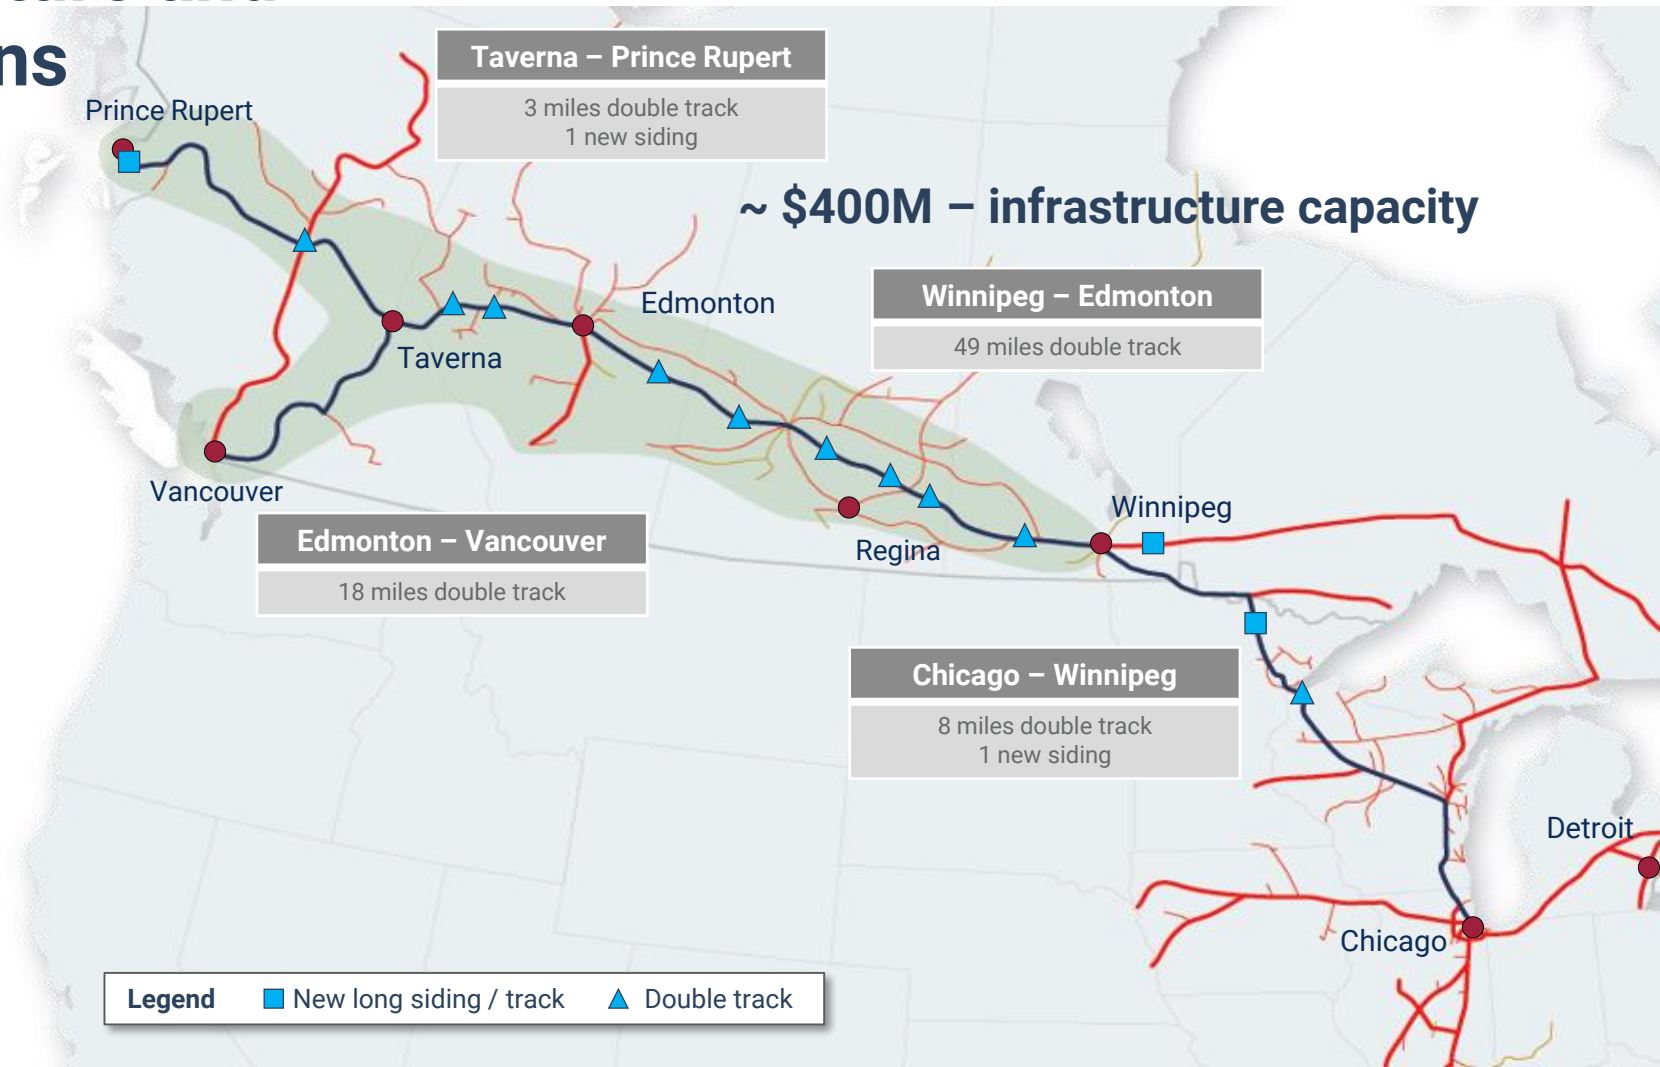 ns
Taverna – Prince Rupert
3 miles double track
1 new siding
Prince Rupert
~ $400M – infrastructure capacity
Winnipeg – Edmonton
49 miles double track
Edmonton
Taverna
Vancouver
Edmonton – Vancouver
18 miles double track
Regina
Winnipeg
Chicago – Winnipeg
8 miles double track
1 new siding
Detroit
Chicago
Legend New long siding / track Double track